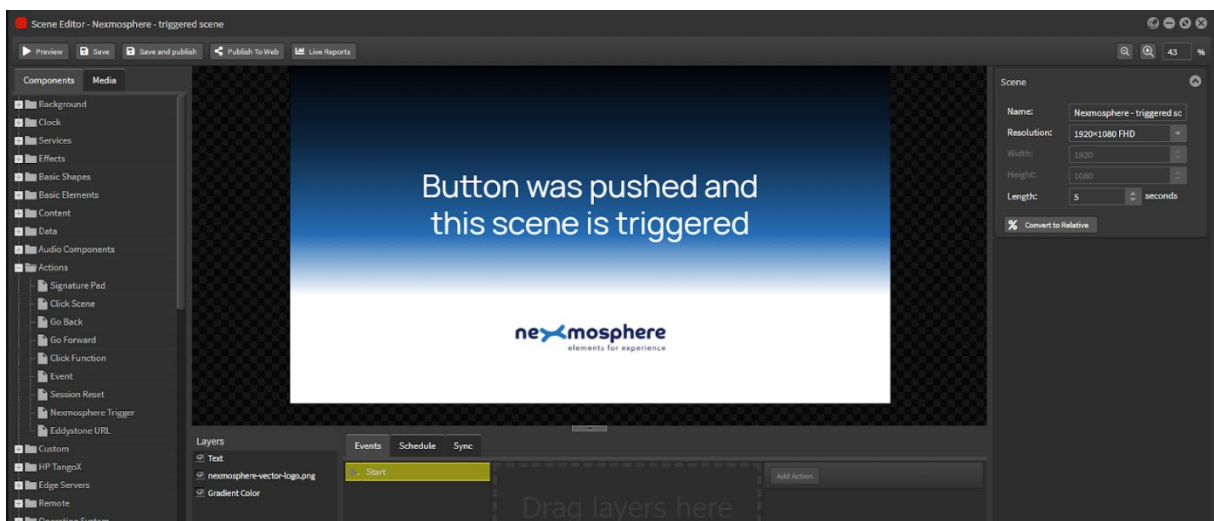 Scene Editor - Nexmosphere - triggered scene
Preview Save Save and publish Publish To Web Live Reports 43 %
Components Media
Background
Clock
Services
Effects
Basic Shapes
Basic Elements
Content
Data
Audio Components
Actions
Signature Pad
Click Scene
Go Back
Go Forward
Click Function
Event
Session Reset
Nexmosphere Trigger
Eddystone URL
Custom
HP TangoX
Edge Servers
Remote
Operating System
Button was pushed and
this scene is triggered
nexmosphere
elements for experience
Layers
Text
nexmosphere-vector-logo.png
Gradient Color
Events Schedule Sync
Start
Drag layers here
Add Action
Scene
Name: Nexmosphere - triggered sc
Resolution: 1920×1080 FHD
Width: 1920
Height: 1080
Length: 5 seconds
Convert to Relative